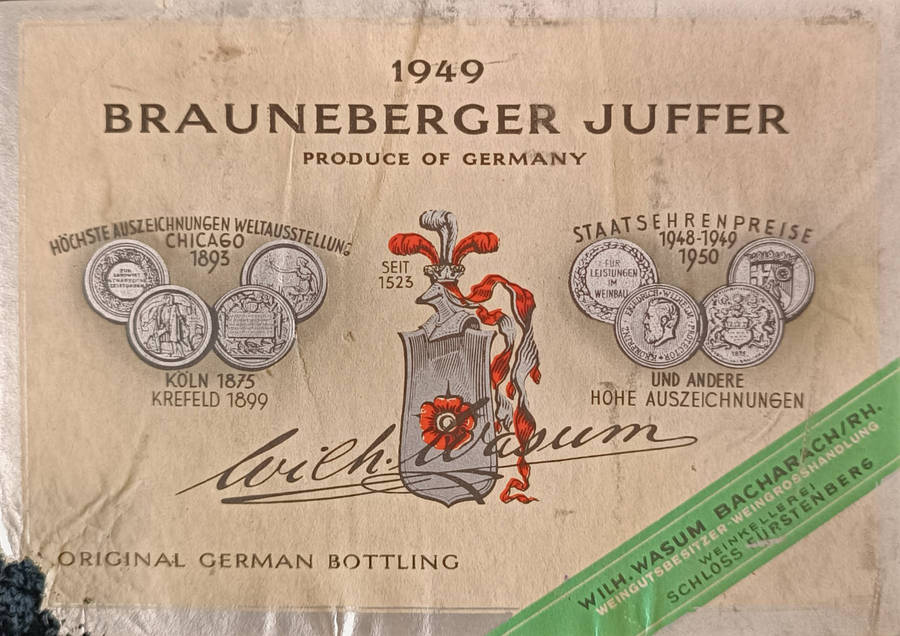 1949
BRAUNEBERGER JUFFER
PRODUCE OF GERMANY
HÖCHSTE AUSZEICHNUNGEN WELTAUSSTELLUNG
CHICAGO
1893
KÖLN 1875
KREFELD 1899
SEIT
1523
STAATSEHRENPREISE
1948-1949
1950
FÜR
LEISTUNGEN
IM
WEINBAU
UND ANDERE
HOHE AUSZEICHNUNGEN
Wilh. Wasum
ORIGINAL GERMAN BOTTLING
WILH. WASUM BACHARACH/RH.
WEINGUTSBESITZER-WEINGROSSHANDLUNG
WEINKELLEREI
SCHLOSS FÜRSTENBERG